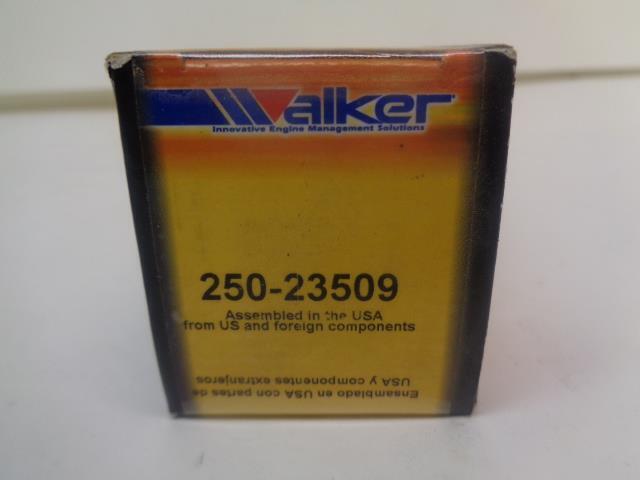 Walker
Innovative Engine Management Solutions
250-23509
Assembled in the USA
from US and foreign components
Ensamblado en USA con partes de
USA y componentes extranjeros